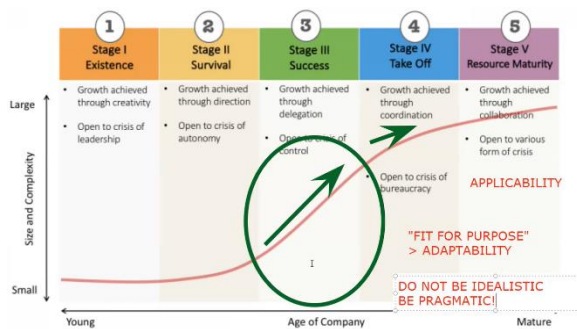 1
2
3
4
5
Stage I
Existence
Stage II
Survival
Stage III
Success
Stage IV
Take Off
Stage V
Resource Maturity
Large
• Growth achieved
through creativity
• Open to crisis of
leadership
• Growth achieved
through direction
• Open to crisis of
autonomy
• Growth achieved
through
delegation
• Open to crisis of
control
• Growth achieved
through
coordination
• Open to crisis of
bureaucracy
• Growth achieved
through
collaboration
• Open to various
form of crisis
Size and Complexity
APPLICABILITY
"FIT FOR PURPOSE"
> ADAPTABILITY
DO NOT BE IDEALISTIC
BE PRAGMATIC!
Small
Young
Age of Company
Mature